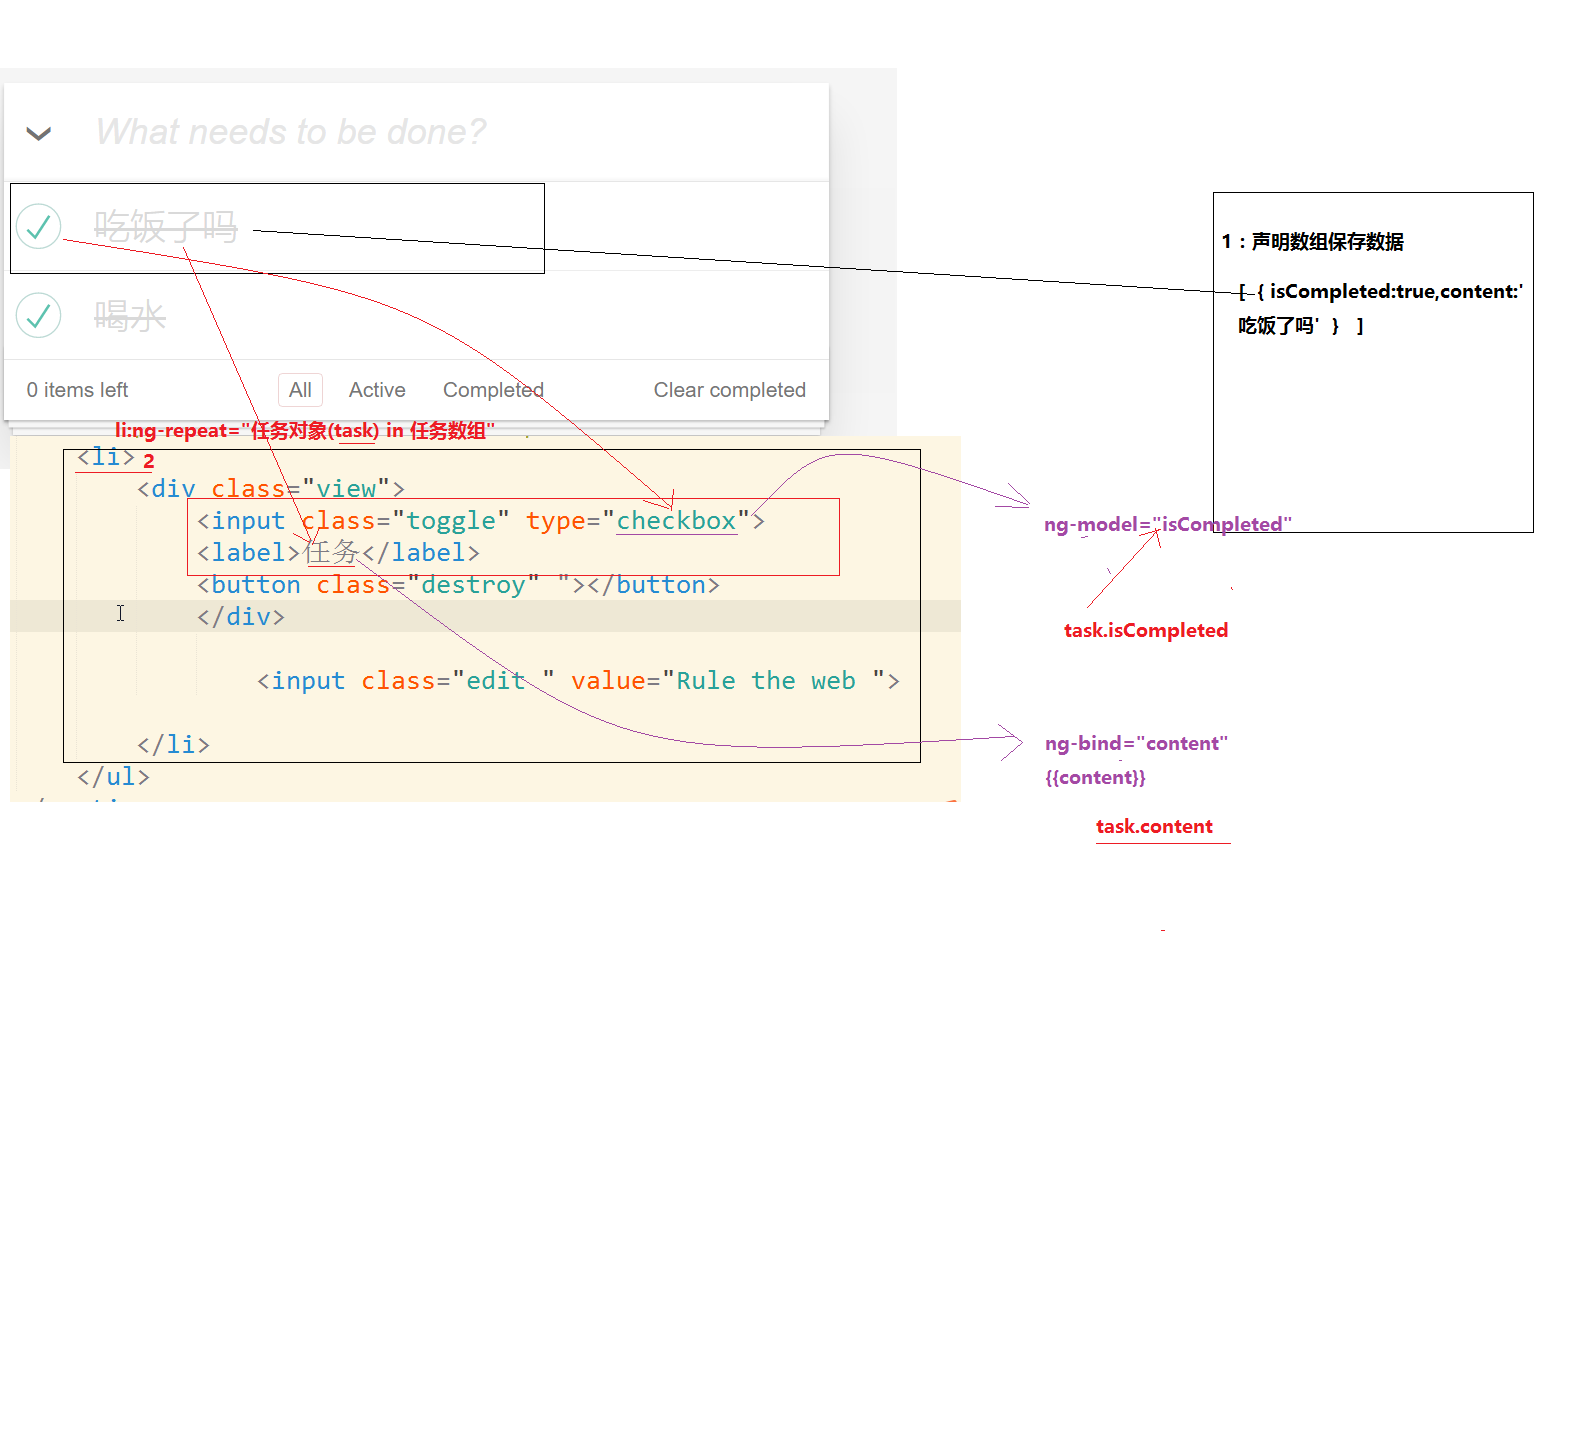 What needs to be done?
吃饭了吗
喝水
0 items left All Active Completed Clear completed
1：声明数组保存数据
[ { isCompleted:true,content:'
吃饭了吗' } ]
li:ng-repeat="任务对象(task) in 任务数组"
<li> 2
<div class="view">
<input class="toggle" type="checkbox">
<label>任务</label>
<button class="destroy" "></button>
</div>
<input class="edit " value="Rule the web ">
</li>
</ul>
ng-model="isCompleted"
task.isCompleted
ng-bind="content"
{{content}}
task.content